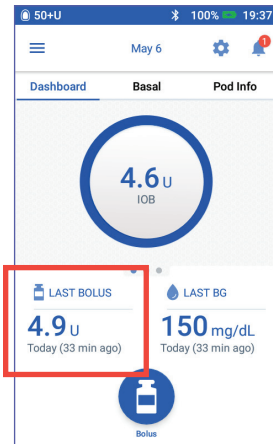 50+U 100% 19:37
May 6
1
Dashboard Basal Pod Info
4.6 U
IOB
LAST BOLUS
4.9 U
Today (33 min ago)
LAST BG
150 mg/dL
Today (33 min ago)
Bolus